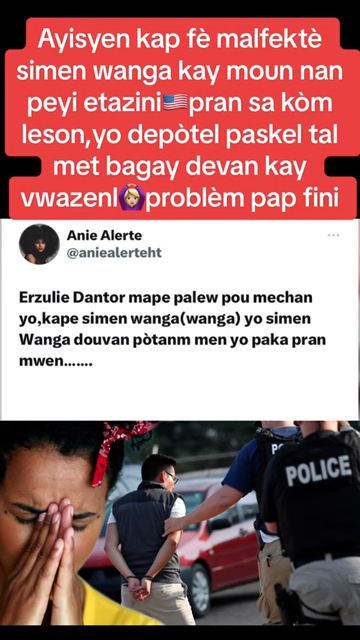 Ayisyen kap fè malfektè
simen wanga kay moun nan
peyi etazini🇺🇸pran sa kòm
leson,yo depòtel paskel tal
met bagay devan kay
vwazenl🙆‍♀️problèm pap fini
Anie Alerte
@aniealerteht
Erzulie Dantor mape palew pou mechan
yo,kape simen wanga(wanga) yo simen
Wanga douvan pòtanm men yo paka pran
mwen.......
POLICE